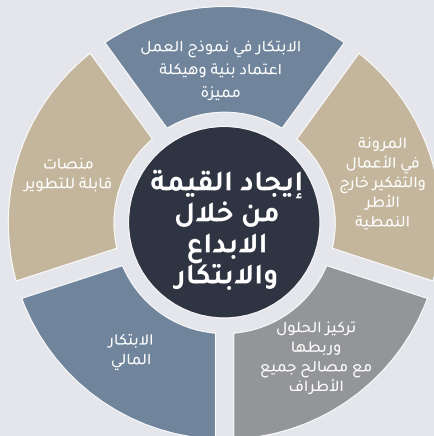 الابتكار في نموذج العمل
اعتماد بنية وهيكلة
مميزة
المرونة
في الأعمال
والتفكير خارج
الأطر
النمطية
تركيز الحلول
وربطها
مع مصالح جميع
الأطراف
الابتكار
المالي
منصات
قابلة للتطوير
إيجاد القيمة
من خلال
الابداع
والابتكار